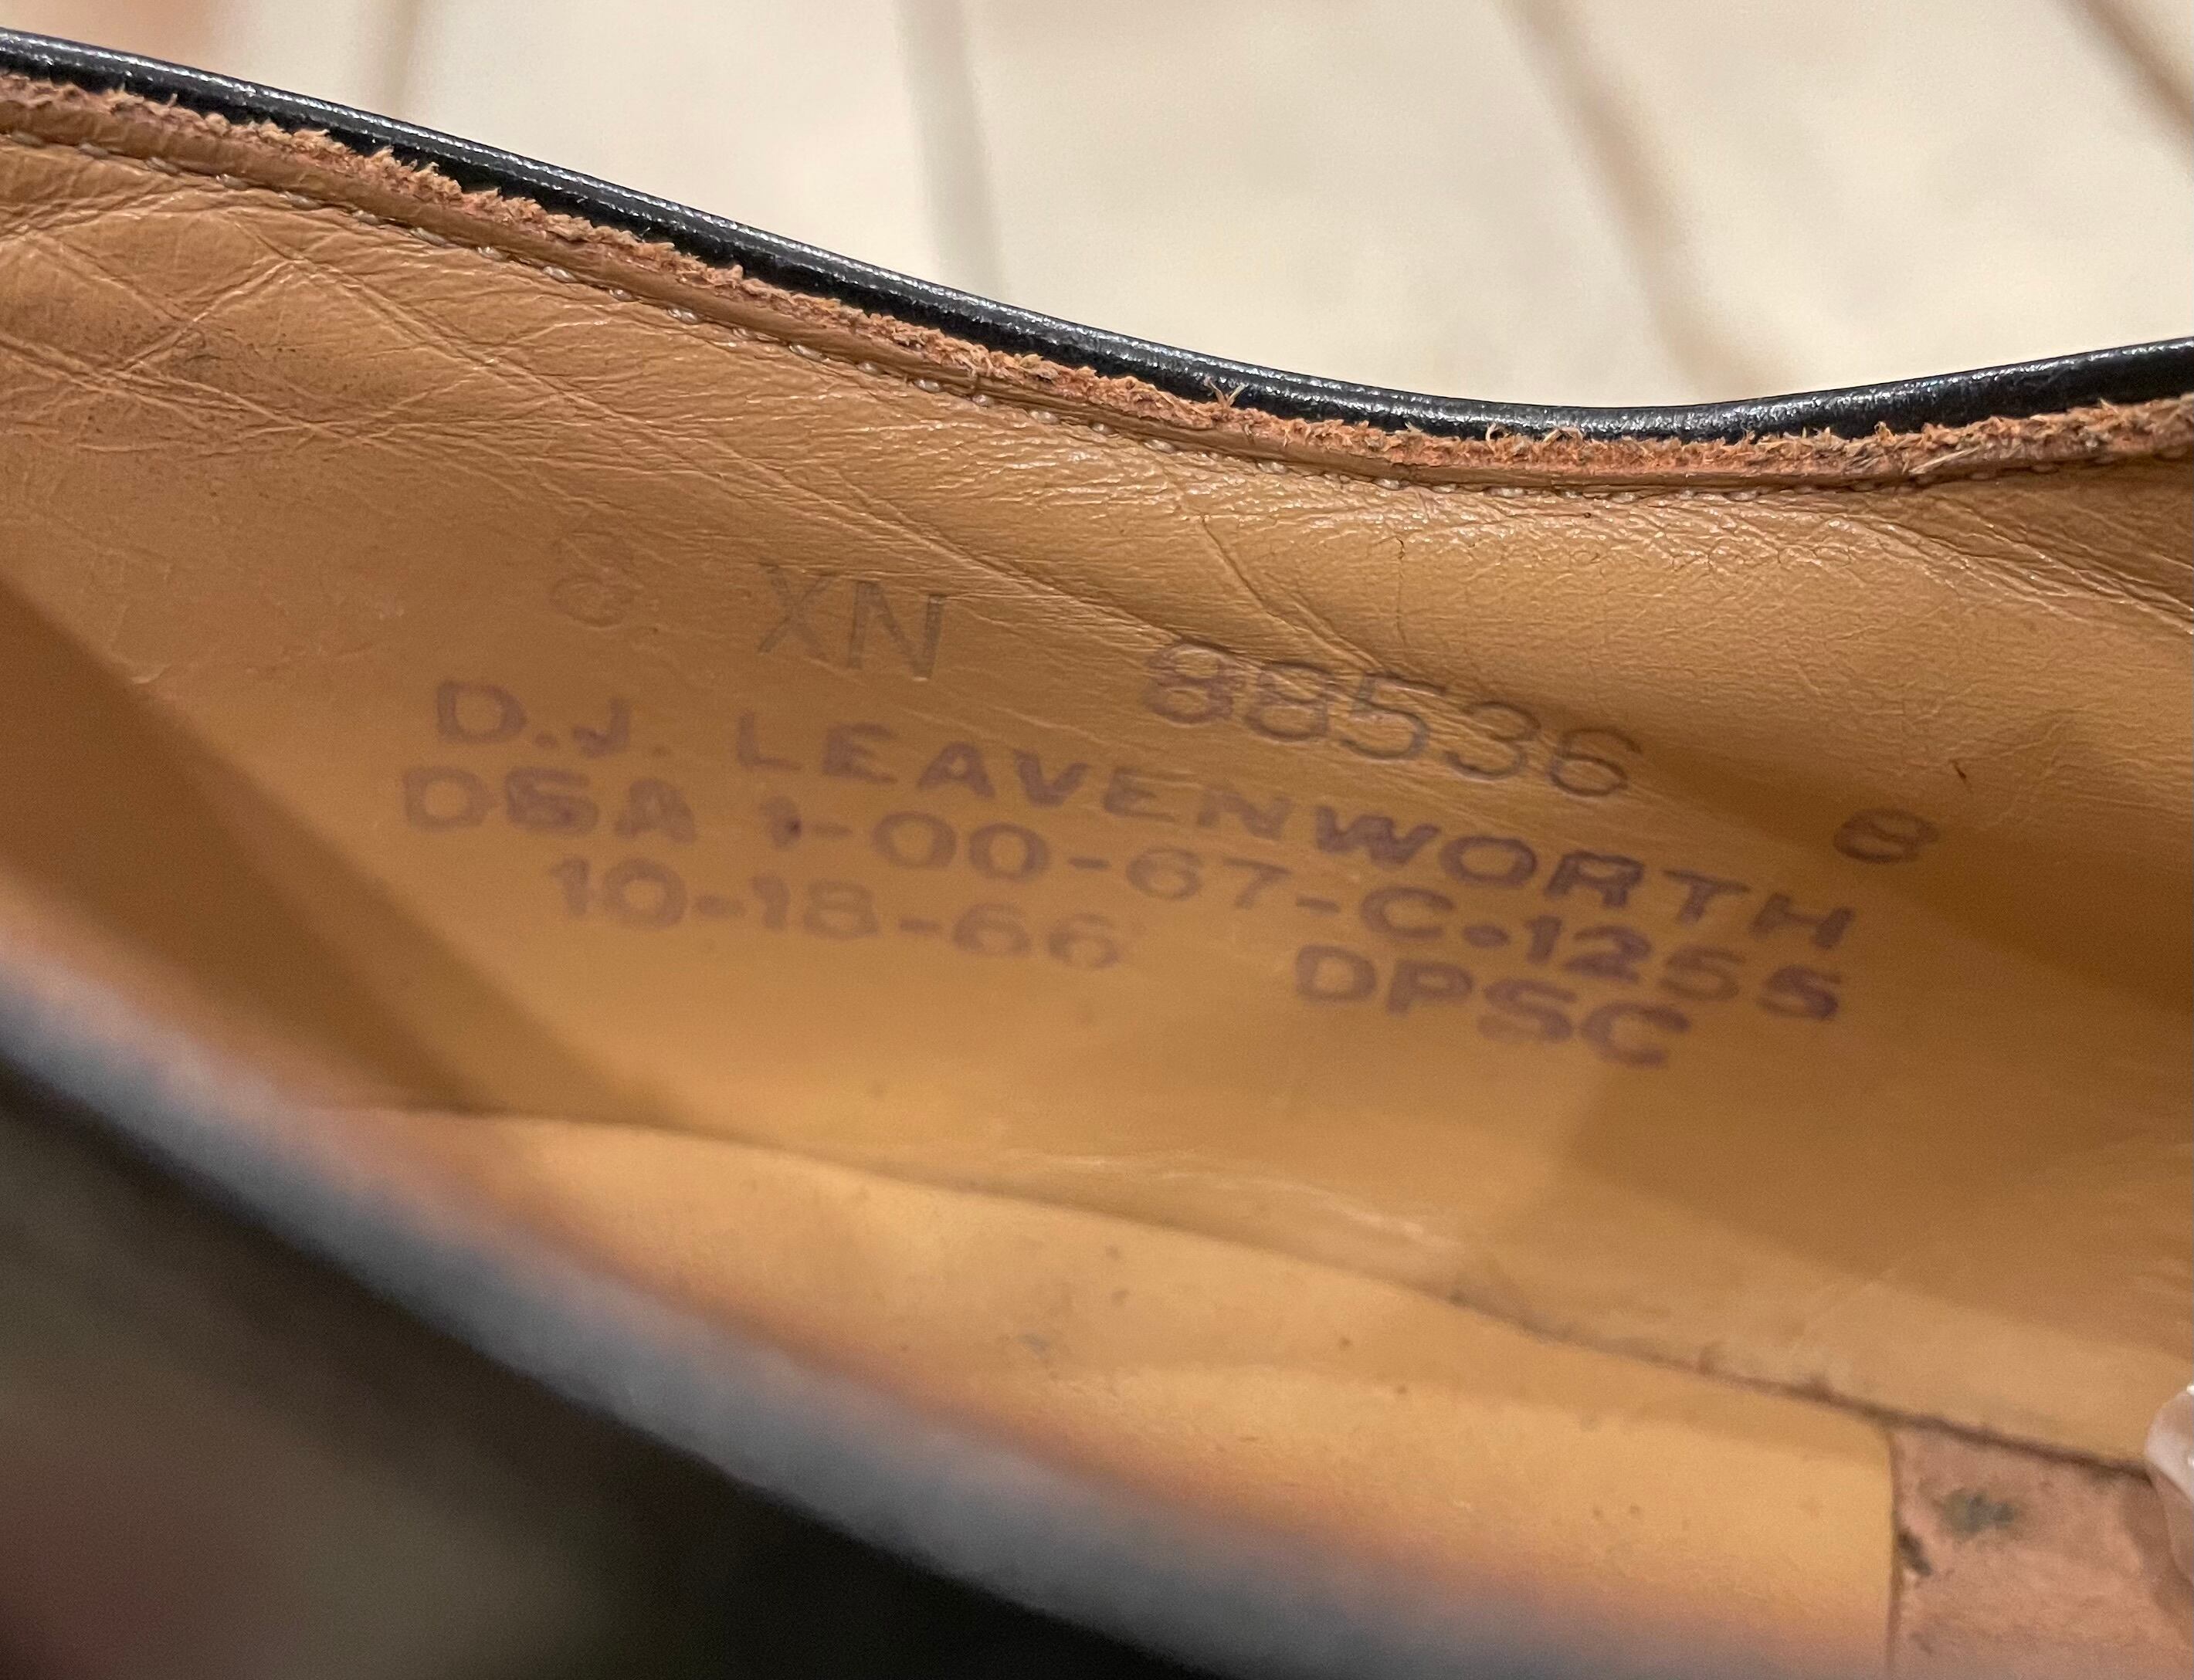 8 XN 88536 8
D.J. LEAVENWORTH
DSA 1-00-67-C-1255
10-18-66 DPSC